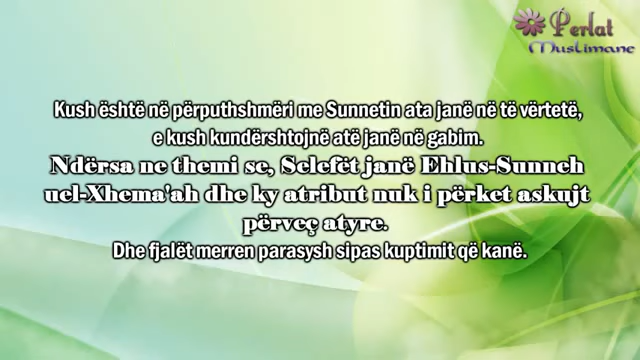 Perlat
Muslimane
Kush është në përputhshmëri me Sunnetin ata janë në të vërtetë,
e kush kundërshtojnë atë janë në gabim.
Ndërsa ne themi se, Selefët janë Ehlus-Sunneh
uel-Xhema'ah dhe ky atribut nuk i përket askujt
përveç atyre.
Dhe fjalët merren parasysh sipas kuptimit që kanë.